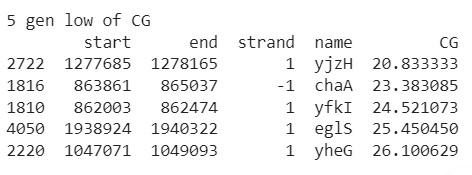 5 gen low of CG
start end strand name CG
2722 1277685 1278165 1 yjzH 20.833333
1816 863861 865037 -1 chaA 23.383085
1810 862003 862474 1 yfkI 24.521073
4050 1938924 1940322 1 eglS 25.450450
2220 1047071 1049093 1 yheG 26.100629